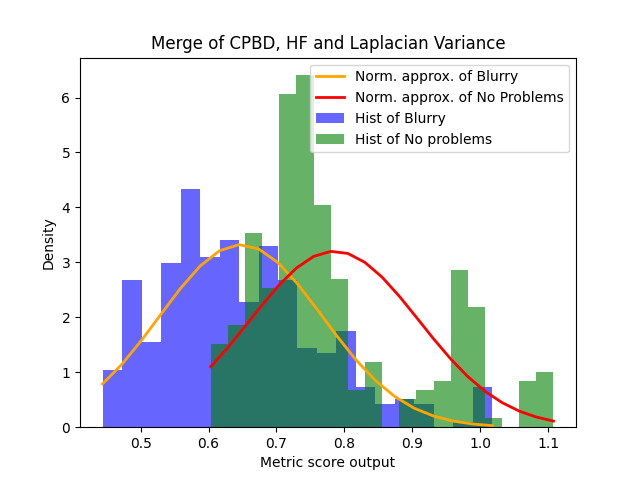 Merge of CPBD, HF and Laplacian Variance
Norm. approx. of Blurry
Norm. approx. of No Problems
Hist of Blurry
Hist of No problems
Density
6
5
4
3
2
1
0
0.5 0.6 0.7 0.8 0.9 1.0 1.1
Metric score output